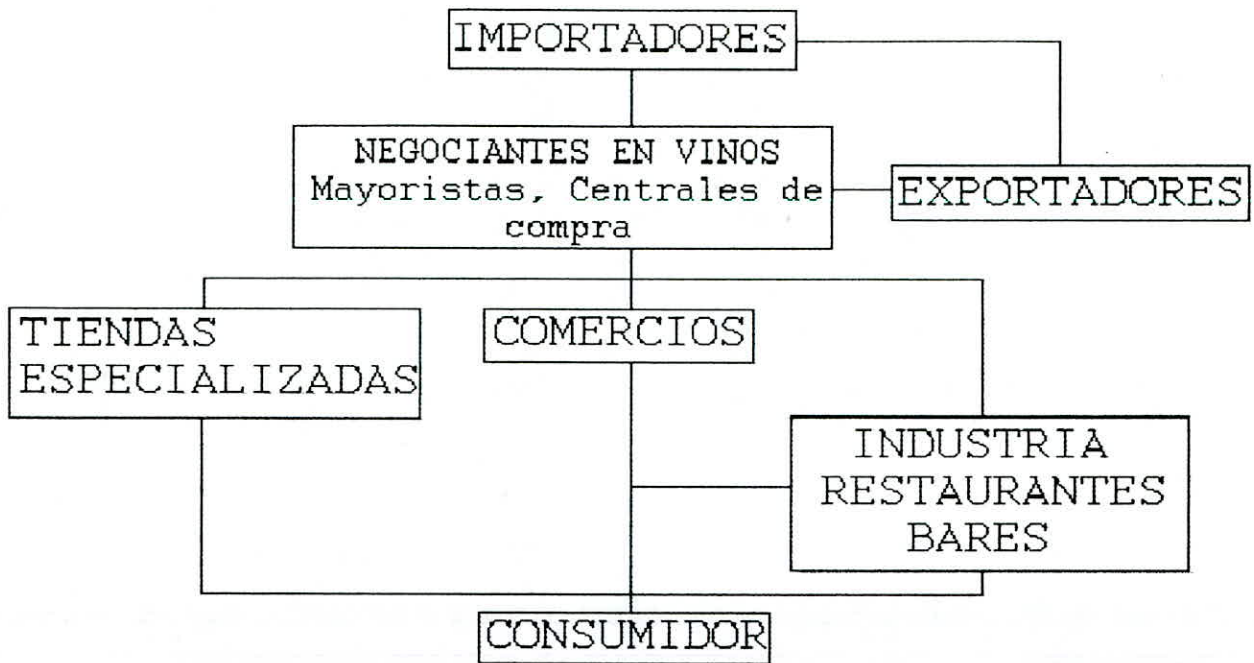 IMPORTADORES
NEGOCIANTES EN VINOS
Mayoristas, Centrales de
compra
EXPORTADORES
TIENDAS
ESPECIALIZADAS
COMERCIOS
INDUSTRIA
RESTAURANTES
BARES
CONSUMIDOR